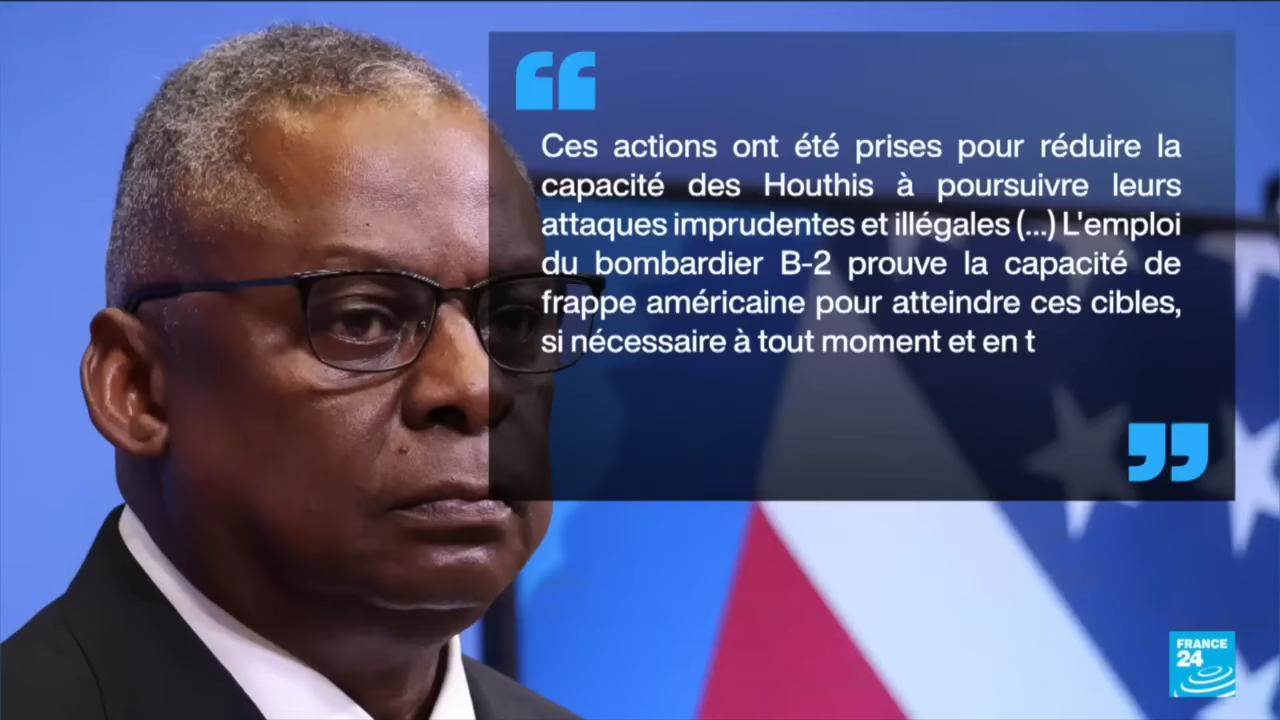 Ces actions ont été prises pour réduire la
capacité des Houthis à poursuivre leurs
attaques imprudentes et illégales (...) L'emploi
du bombardier B-2 prouve la capacité de
frappe américaine pour atteindre ces cibles,
si nécessaire à tout moment et en t
FRANCE
24